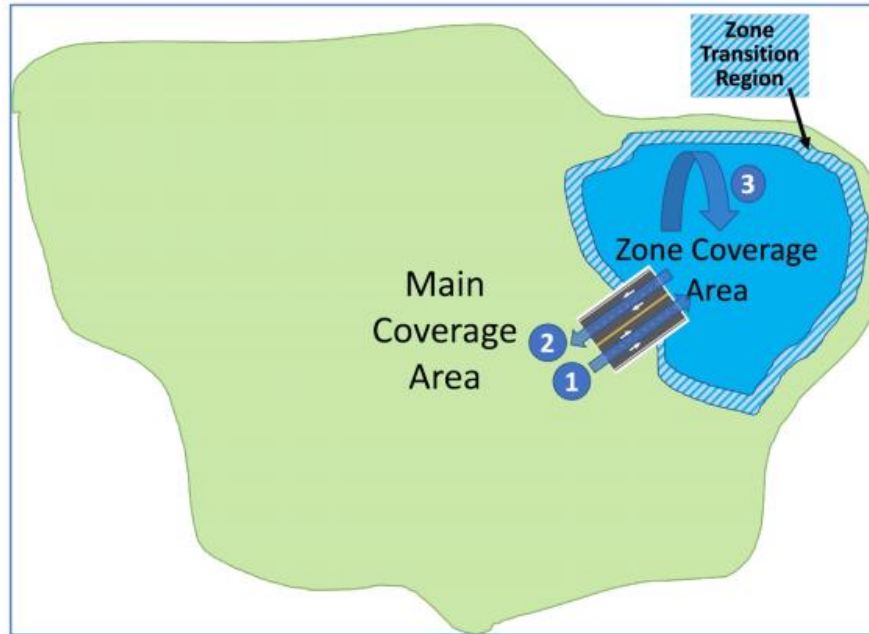 Zone
Transition
Region
3
Zone Coverage
Area
Main
Coverage
Area
2
1